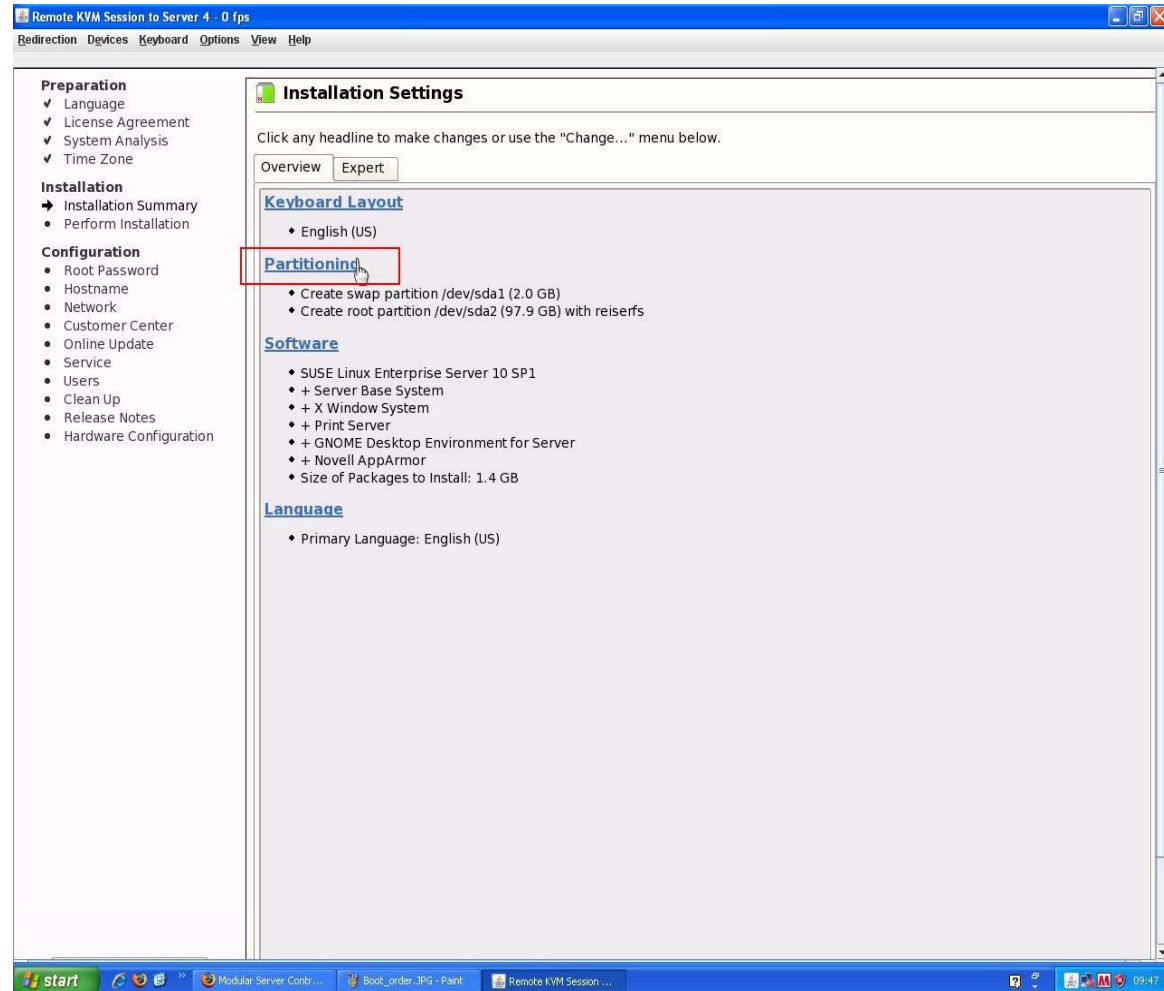 Remote KVM Session to Server 4 - 0 fps
Redirection Devices Keyboard Options View Help
Preparation
Language
License Agreement
System Analysis
Time Zone
Installation
Installation Summary
Perform Installation
Configuration
Root Password
Hostname
Network
Customer Center
Online Update
Service
Users
Clean Up
Release Notes
Hardware Configuration
Installation Settings
Click any headline to make changes or use the "Change..." menu below.
Overview Expert
Keyboard Layout
English (US)
Partitioning
Create swap partition /dev/sda1 (2.0 GB)
Create root partition /dev/sda2 (97.9 GB) with reiserfs
Software
SUSE Linux Enterprise Server 10 SP1
+ Server Base System
+ X Window System
+ Print Server
+ GNOME Desktop Environment for Server
+ Novell AppArmor
Size of Packages to Install: 1.4 GB
Language
Primary Language: English (US)
start Modular Server Contr... Boot_order.JPG - Paint Remote KVM Session ... 09:47